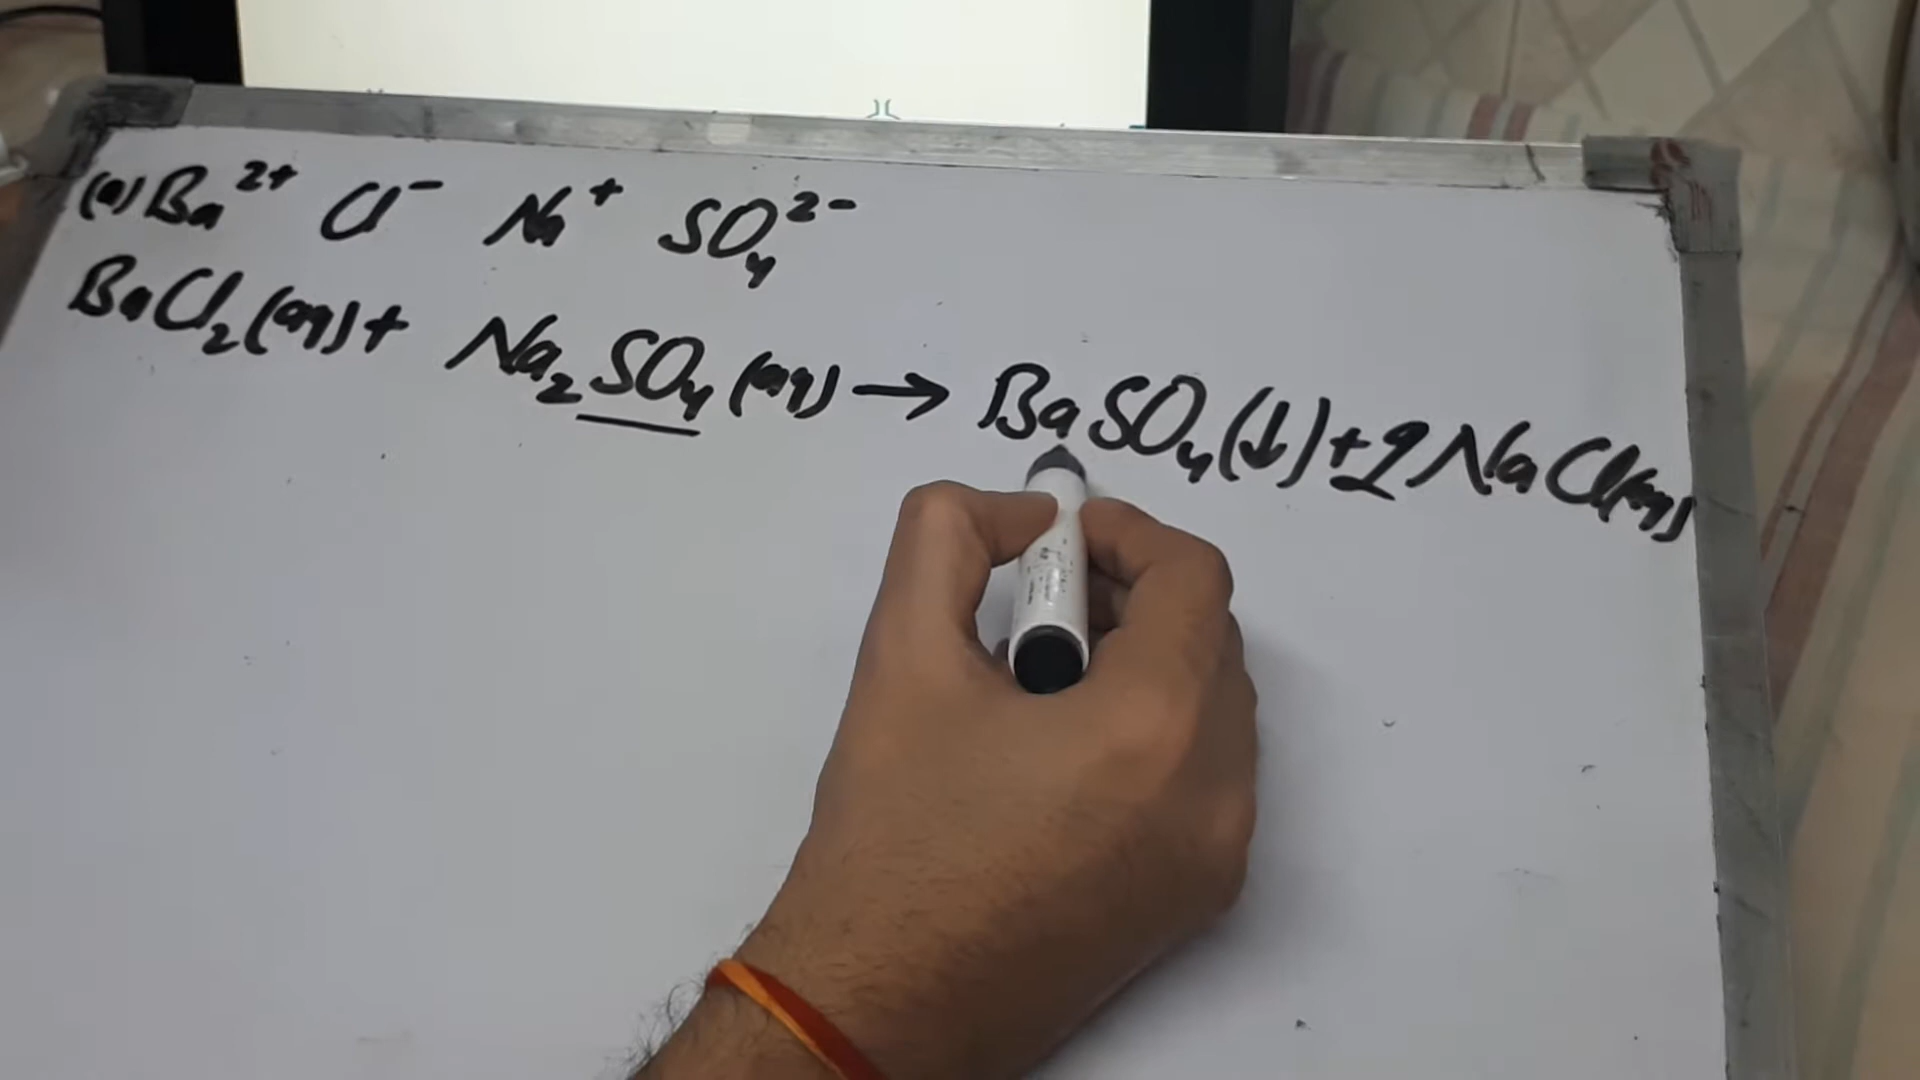 (a) Ba²⁺ Cl⁻ Na⁺ SO₄²⁻
BaCl₂(aq) + Na₂SO₄(aq) → BaSO₄(↓) + 2NaCl(aq)